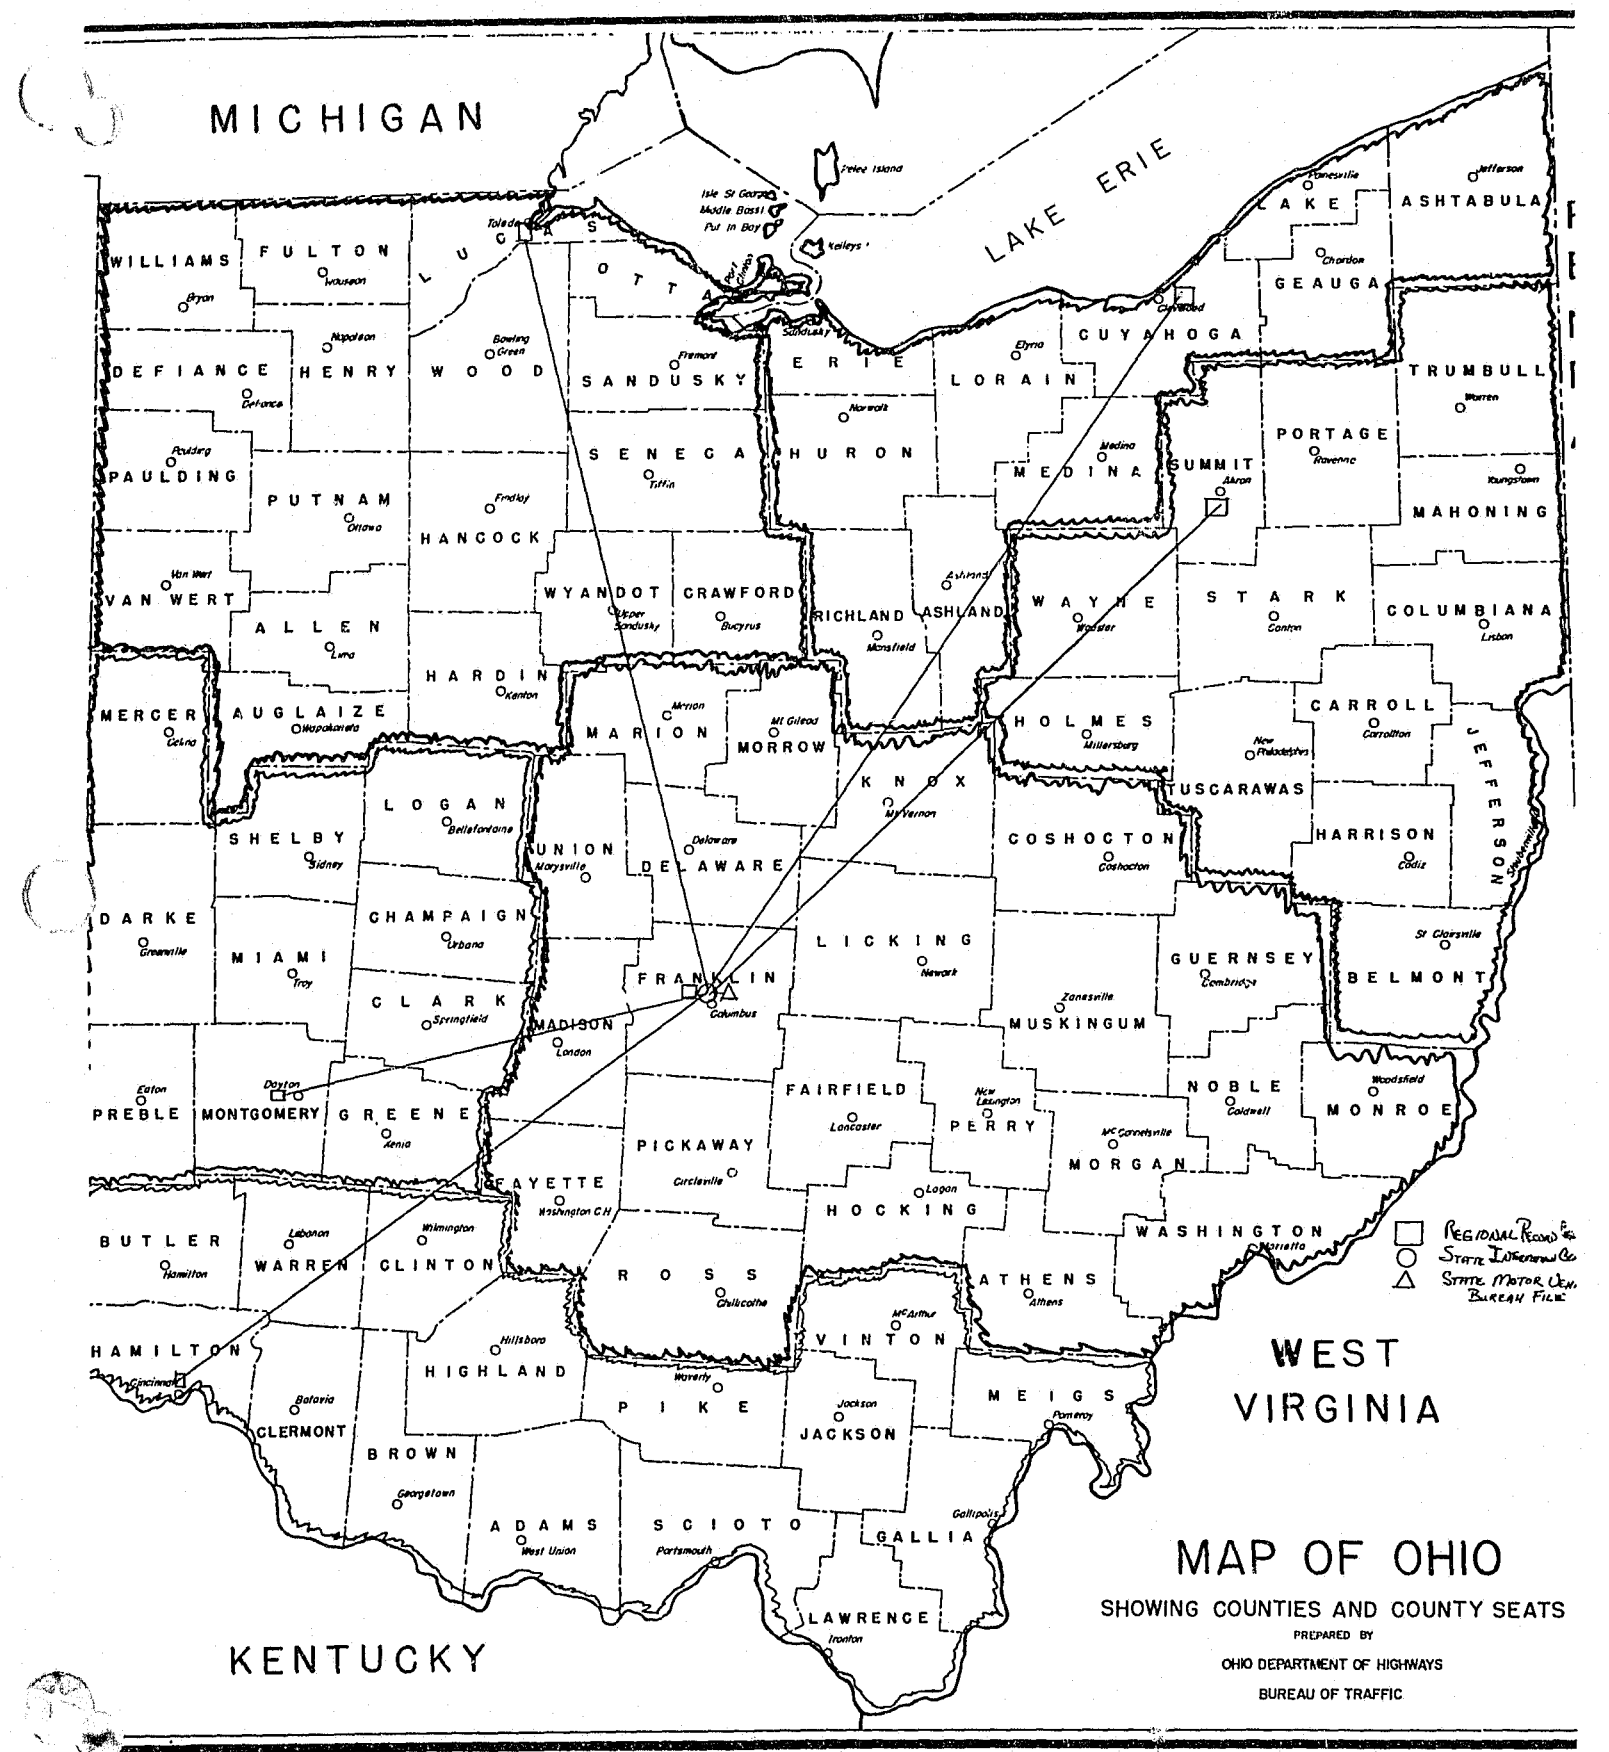 MICHIGAN
LAKE ERIE
Pelee Island
Isle St George
Middle Bass I
Put In Bay
Kelleys I
Painesville
LAKE
Jefferson
ASHTABULA
Toledo
LUCAS
WILLIAMS
Bryan
FULTON
Wauseon
OTTAWA
Port Clinton
Chardon
GEAUGA
Cleveland
CUYAHOGA
Sandusky
ERIE
Elyria
LORAIN
Napoleon
HENRY
Bowling Green
WOOD
Fremont
SANDUSKY
DEFIANCE
Defiance
TRUMBULL
Warren
Norwalk
HURON
Medina
MEDINA
SUMMIT
Akron
PORTAGE
Ravenna
Paulding
PAULDING
PUTNAM
Ottawa
Findlay
HANCOCK
SENECA
Tiffin
Youngstown
MAHONING
Van Wert
VAN WERT
ALLEN
Lima
WYANDOT
Upper Sandusky
CRAWFORD
Bucyrus
RICHLAND
Mansfield
Ashland
ASHLAND
WAYNE
Wooster
STARK
Canton
COLUMBIANA
Lisbon
HARDIN
Kenton
MERCER
Celina
AUGLAIZE
Wapakoneta
Marion
MARION
Mt Gilead
MORROW
HOLMES
Millersburg
New Philadelphia
TUSCARAWAS
CARROLL
Carrollton
JEFFERSON
Steubenville
LOGAN
Bellefontaine
SHELBY
Sidney
UNION
Marysville
Delaware
DELAWARE
KNOX
Mt Vernon
COSHOCTON
Coshocton
HARRISON
Cadiz
DARKE
Greenville
MIAMI
Troy
CHAMPAIGN
Urbana
CLARK
Springfield
FRANKLIN
Columbus
LICKING
Newark
GUERNSEY
Cambridge
St Clairsville
BELMONT
MADISON
London
Zanesville
MUSKINGUM
Eaton
PREBLE
Dayton
MONTGOMERY
GREENE
Xenia
FAIRFIELD
Lancaster
New Lexington
PERRY
McConnelsville
MORGAN
NOBLE
Caldwell
Woodsfield
MONROE
PICKAWAY
Circleville
FAYETTE
Washington C H
Logan
HOCKING
WASHINGTON
Marietta
BUTLER
Hamilton
Lebanon
WARREN
Wilmington
CLINTON
ROSS
Chillicothe
ATHENS
Athens
McArthur
VINTON
REGIONAL RECORD
STATE
STATE MOTOR VEH.
BUREAU FILE
HAMILTON
Cincinnati
Batavia
CLERMONT
Hillsboro
HIGHLAND
Waverly
PIKE
Jackson
JACKSON
MEIGS
Pomeroy
WEST
VIRGINIA
BROWN
Georgetown
ADAMS
West Union
SCIOTO
Portsmouth
Gallipolis
GALLIA
LAWRENCE
Ironton
KENTUCKY
MAP OF OHIO
SHOWING COUNTIES AND COUNTY SEATS
PREPARED BY
OHIO DEPARTMENT OF HIGHWAYS
BUREAU OF TRAFFIC